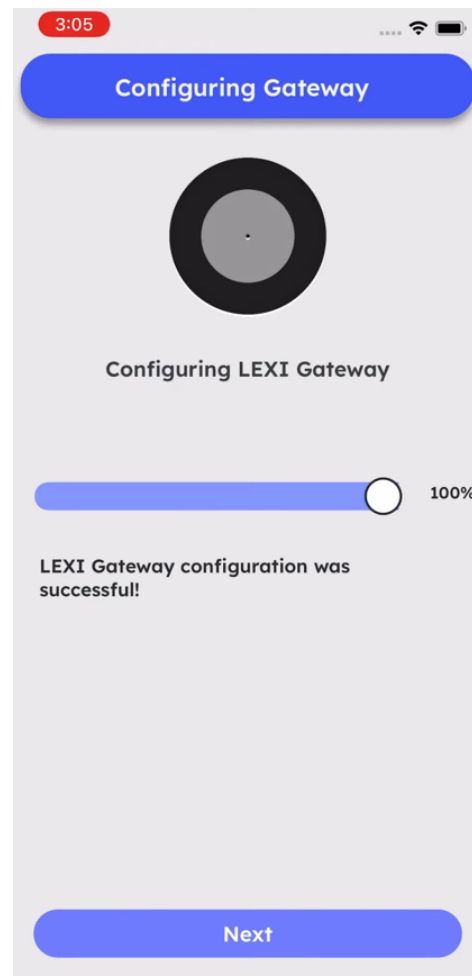 3:05
Configuring Gateway
Configuring LEXI Gateway
100%
LEXI Gateway configuration was
successful!
Next